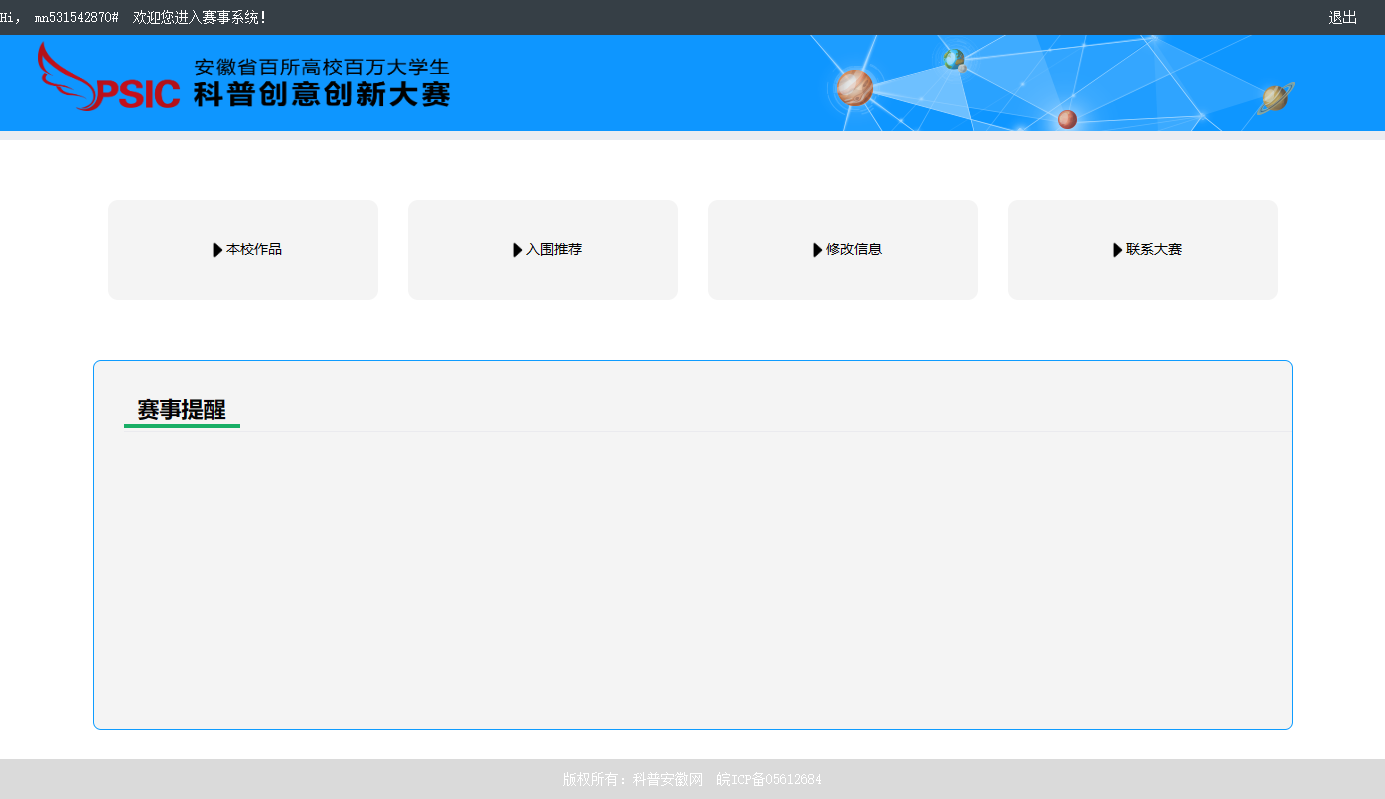 Hi， mn531542870# 欢迎您进入赛事系统！
退出
PSIC
安徽省百所高校百万大学生
科普创意创新大赛
本校作品
入围推荐
修改信息
联系大赛
赛事提醒
版权所有：科普安徽网 皖ICP备05612684